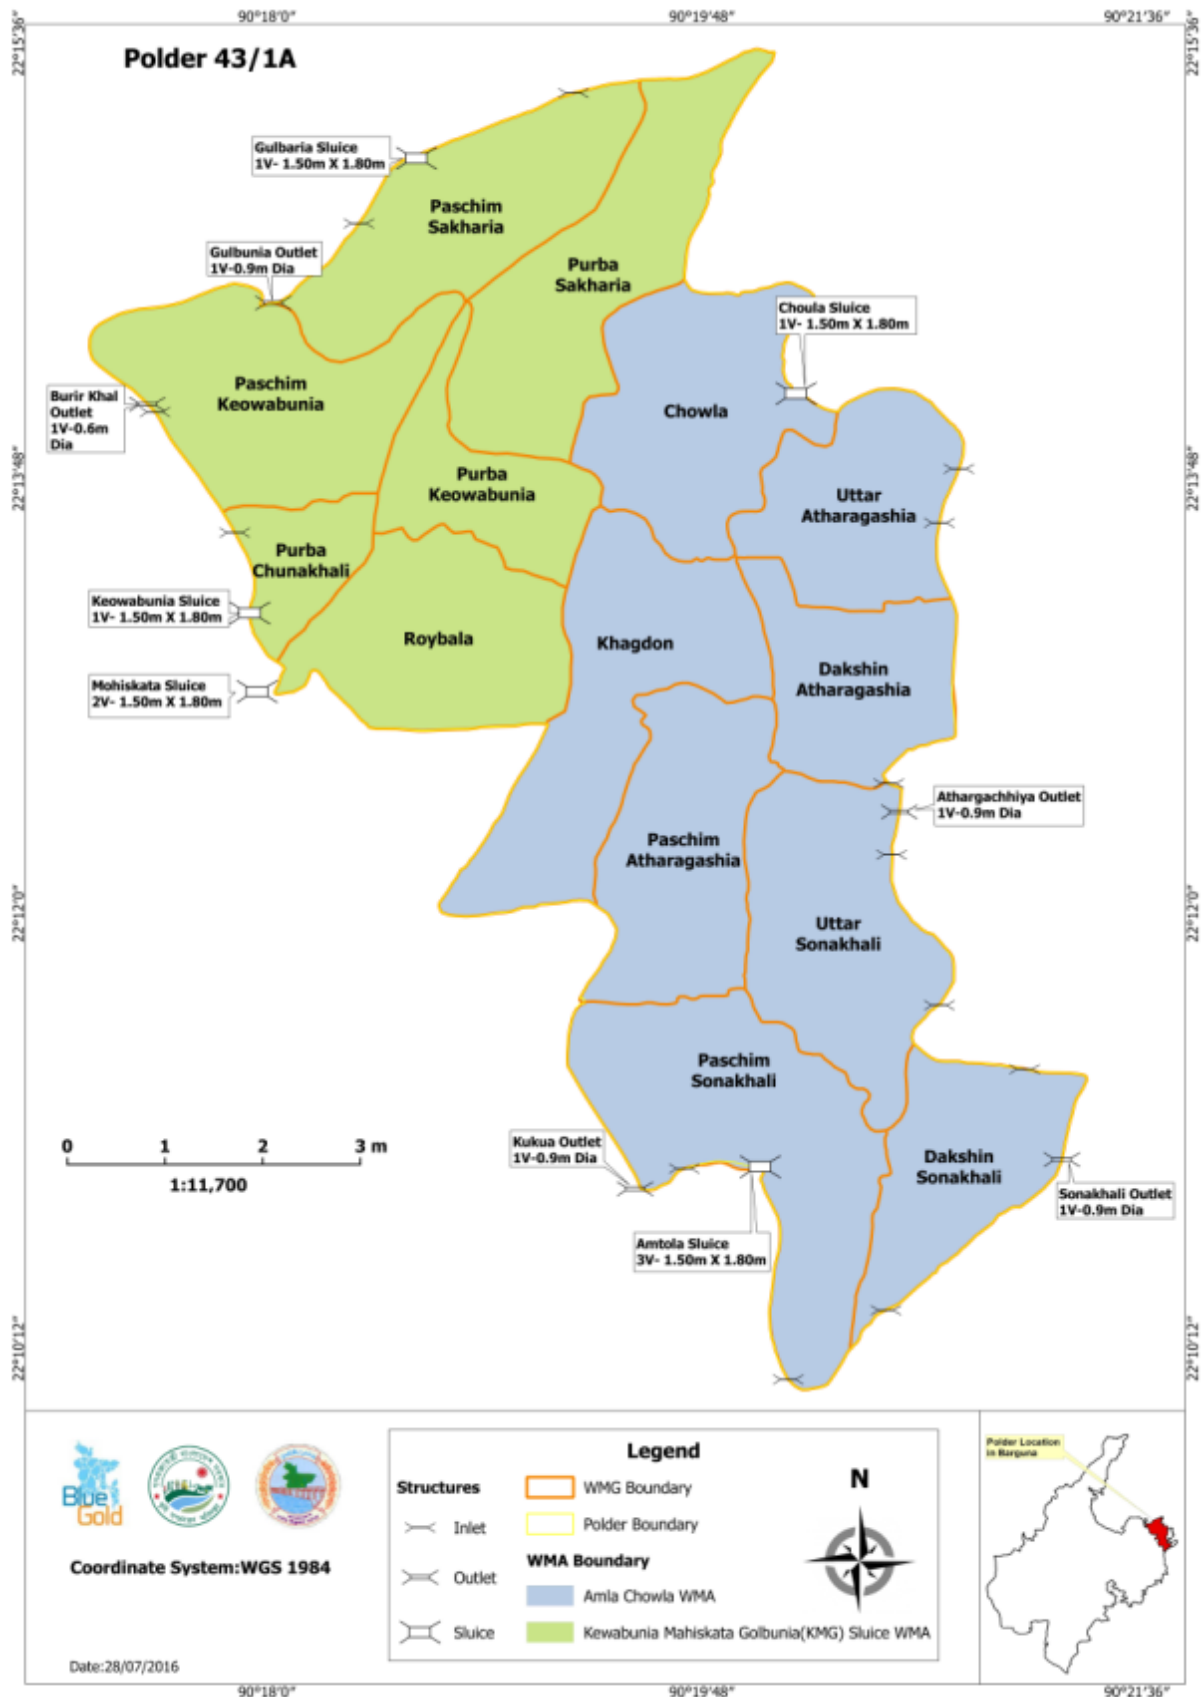 90°18'0"
90°19'48"
90°21'36"
22°15'36"
22°15'36"
Polder 43/1A
Gulbaria Sluice
1V- 1.50m X 1.80m
Paschim
Sakharia
Gulbunia Outlet
1V-0.9m Dia
Purba
Sakharia
Choula Sluice
1V- 1.50m X 1.80m
Paschim
Keowabunia
Burir Khal
Outlet
1V-0.6m
Dia
Chowla
22°13'48"
22°13'48"
Purba
Keowabunia
Uttar
Atharagashia
Purba
Chunakhali
Keowabunia Sluice
1V- 1.50m X 1.80m
Roybala
Khagdon
Dakshin
Atharagashia
Mohiskata Sluice
2V- 1.50m X 1.80m
Athargachhiya Outlet
1V-0.9m Dia
Paschim
Atharagashia
22°12'0"
22°12'0"
Uttar
Sonakhali
Paschim
Sonakhali
0 1 2 3 m
1:11,700
Kukua Outlet
1V-0.9m Dia
Dakshin
Sonakhali
Sonakhali Outlet
1V-0.9m Dia
Amtola Sluice
3V- 1.50m X 1.80m
22°10'12"
22°10'12"
Blue
Gold
Coordinate System:WGS 1984
Date:28/07/2016
Legend
Structures
Inlet
Outlet
Sluice
WMG Boundary
Polder Boundary
WMA Boundary
Amla Chowla WMA
Kewabunia Mahiskata Golbunia(KMG) Sluice WMA
N
Polder Location
in Barguna
90°18'0"
90°19'48"
90°21'36"